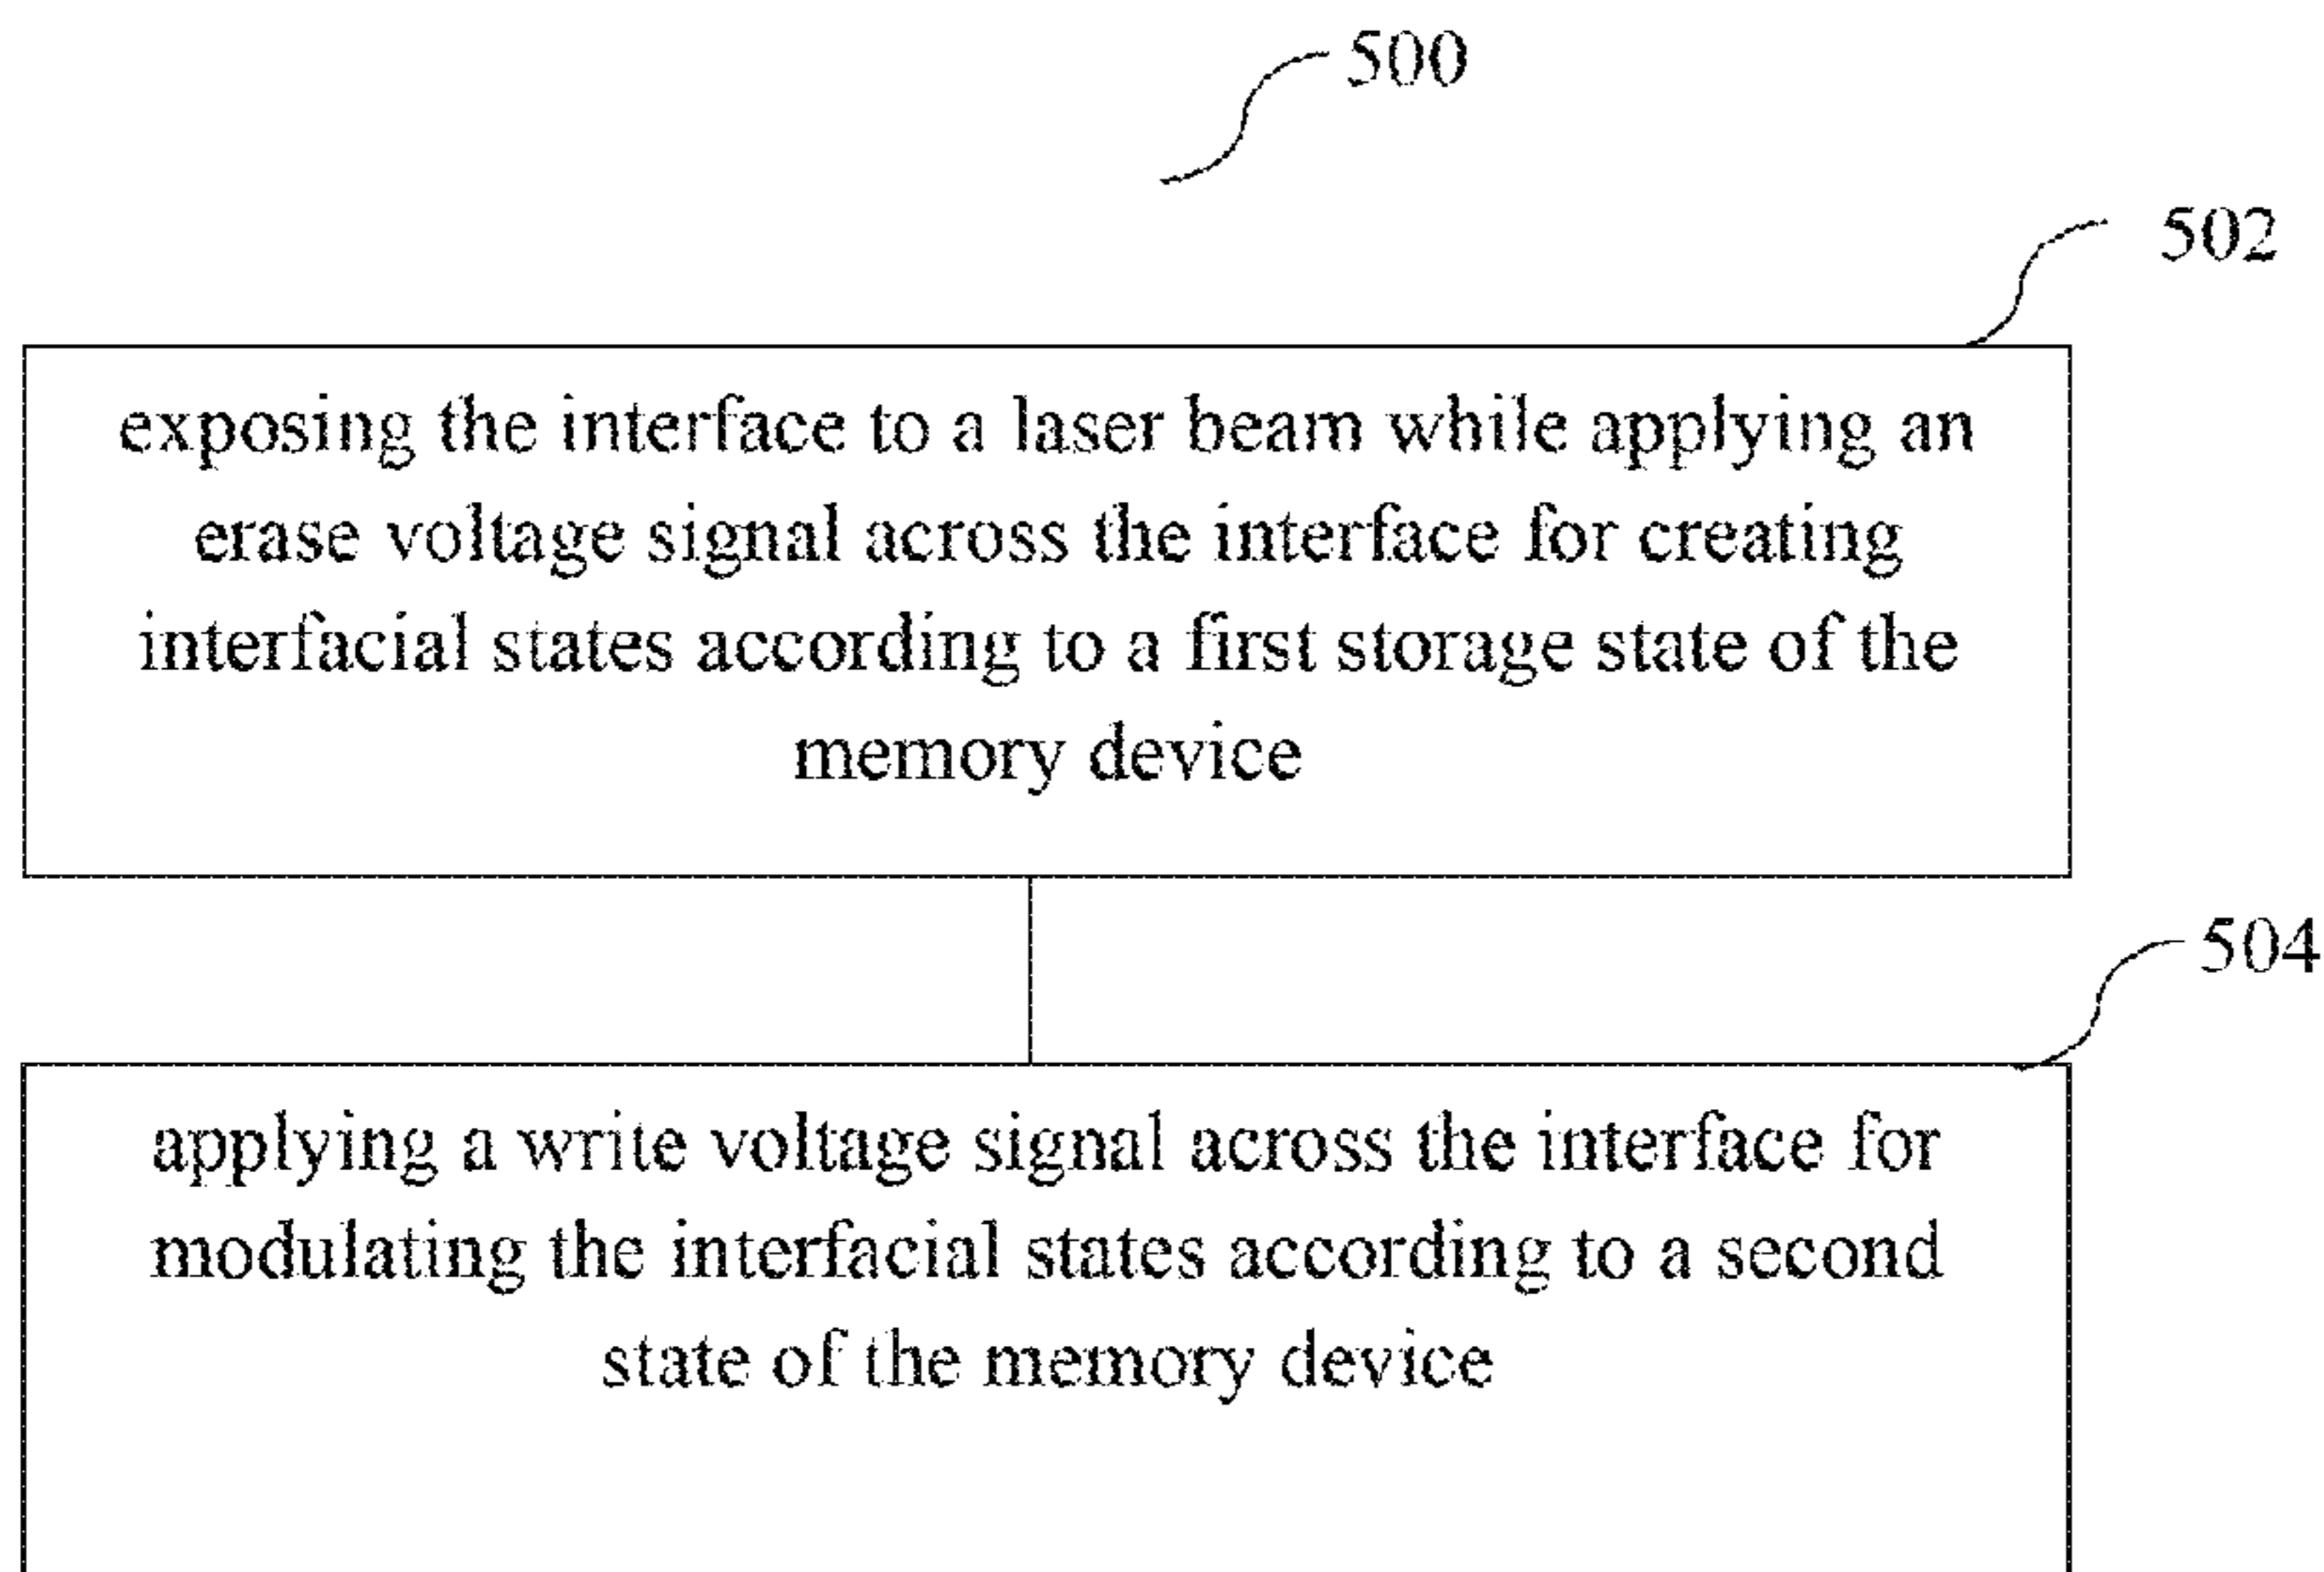 500
502
exposing the interface to a laser beam while applying an
erase voltage signal across the interface for creating
interfacial states according to a first storage state of the
memory device
504
applying a write voltage signal across the interface for
modulating the interfacial states according to a second
state of the memory device